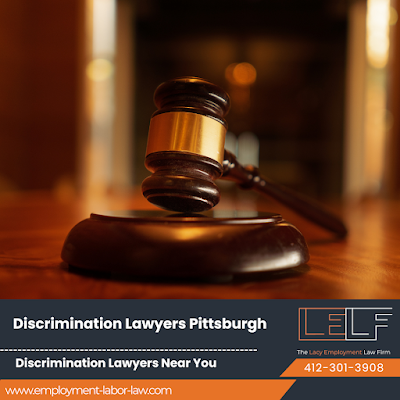 Discrimination Lawyers Pittsburgh
LELF
The Lacy Employment Law Firm
Discrimination Lawyers Near You
412-301-3908
www.employment-labor-law.com